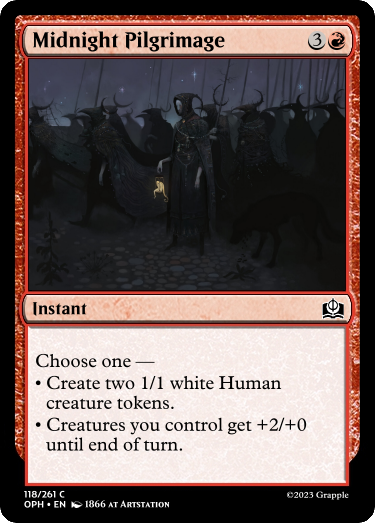 Midnight Pilgrimage 3
Instant
Choose one —
• Create two 1/1 white Human
creature tokens.
• Creatures you control get +2/+0
until end of turn.
118/261 C
OPH • EN 1866 AT ARTSTATION
©2023 Grapple